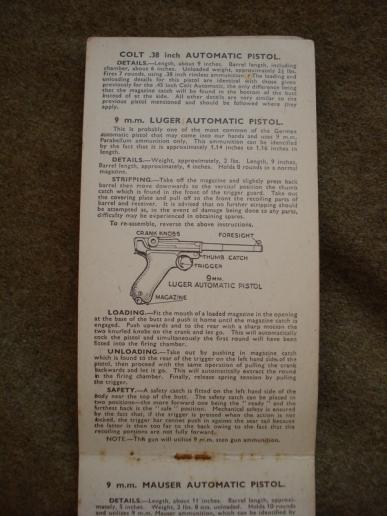 COLT .38 inch AUTOMATIC PISTOL.
DETAILS.—Length, about 9 inches. Barrel length, including
chamber, about 6 inches. Unloaded weight, approximately 2¼ lbs.
Fires 7 rounds, using .38 inch rimless ammunition. The loading and
unloading details for this pistol are identical with those given
previously for the .45 inch Colt Automatic, the only difference being
that the magazine catch will be found in the bottom of the butt
instead of at the side. All other details are very similar to the
previous pistol mentioned and should be followed where they
apply.
9 m.m. LUGER AUTOMATIC PISTOL.
This is probably one of the most common of the German
automatic pistol that may come into our hands and uses 9 m.m.
Parabellum ammunition only. This ammunition can be identified
by the fact that it is approximately 1.14 inches to 1.16 inches in
length.
DETAILS.—Weight, approximately, 2 lbs. Length, 9 inches.
Barrel length, approximately, 4 inches. Holds 8 rounds in a normal
magazine.
STRIPPING.—Take off the magazine and slightly press back
barrel then move downwards to the vertical position the thumb
catch which is found in the front of the trigger guard. Take out
the covering plate and pull off to the front the recoiling parts of
barrel and receiver. It is advised that no further stripping should
be attempted as, in the event of damage being done to any parts,
difficulty may be experienced in obtaining spares.
To re-assemble, reverse the above instructions.
CRANK KNOBS
FORESIGHT
THUMB CATCH
TRIGGER
9MM.
LUGER AUTOMATIC PISTOL
MAGAZINE
LOADING.—Fit the mouth of a loaded magazine in the opening
at the base of the butt and push it home until the magazine catch is
engaged. Push upwards and to the rear with a sharp motion the
two knurled knobs on the crank and let go. This will automatically
cock the pistol and simultaneously the first round will have been
fitted into the firing chamber.
UNLOADING.—Take out by pushing in magazine catch
which is found to the rear of the trigger on the left hand side of the
pistol, then proceed with the same operation of pulling the crank
backwards and let it go. This will automatically extract the round
in the firing chamber. Finally, release spring tension by pulling
the trigger.
SAFETY.—A safety catch is fitted on the left hand side of the
Body near the top of the butt. The safety catch can be placed in
two positions—the more forward one being the " ready " and the
furthest back is the " safe " position. Mechanical safety is ensured
by the fact that, if the trigger is pressed when the action is not
locked, the trigger bar cannot push in against the sear tail because
the latter is then too far to the back owing to the fact that the
recoiling portions are not fully forward.
NOTE.—This gun will utilise 9 m.m. sten gun ammunition.
9 m.m. MAUSER AUTOMATIC PISTOL.
DETAILS.—Length, about 11 inches. Barrel length, approxi-
mately, 5 inches. Weight, 2 lbs. 8 ozs. unloaded. Holds 10 rounds
and utilizes 9 m.m. Mauser ammunition, which can be identified by